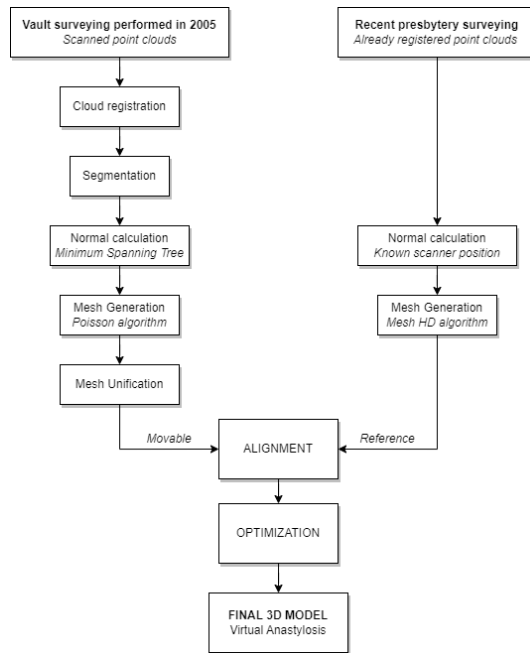 Vault surveying performed in 2005
Scanned point clouds
Recent presbytery surveying
Already registered point clouds
Cloud registration
Segmentation
Normal calculation
Minimum Spanning Tree
Normal calculation
Known scanner position
Mesh Generation
Poisson algorithm
Mesh Generation
Mesh HD algorithm
Mesh Unification
Movable
ALIGNMENT
Reference
OPTIMIZATION
FINAL 3D MODEL
Virtual Anastylosis